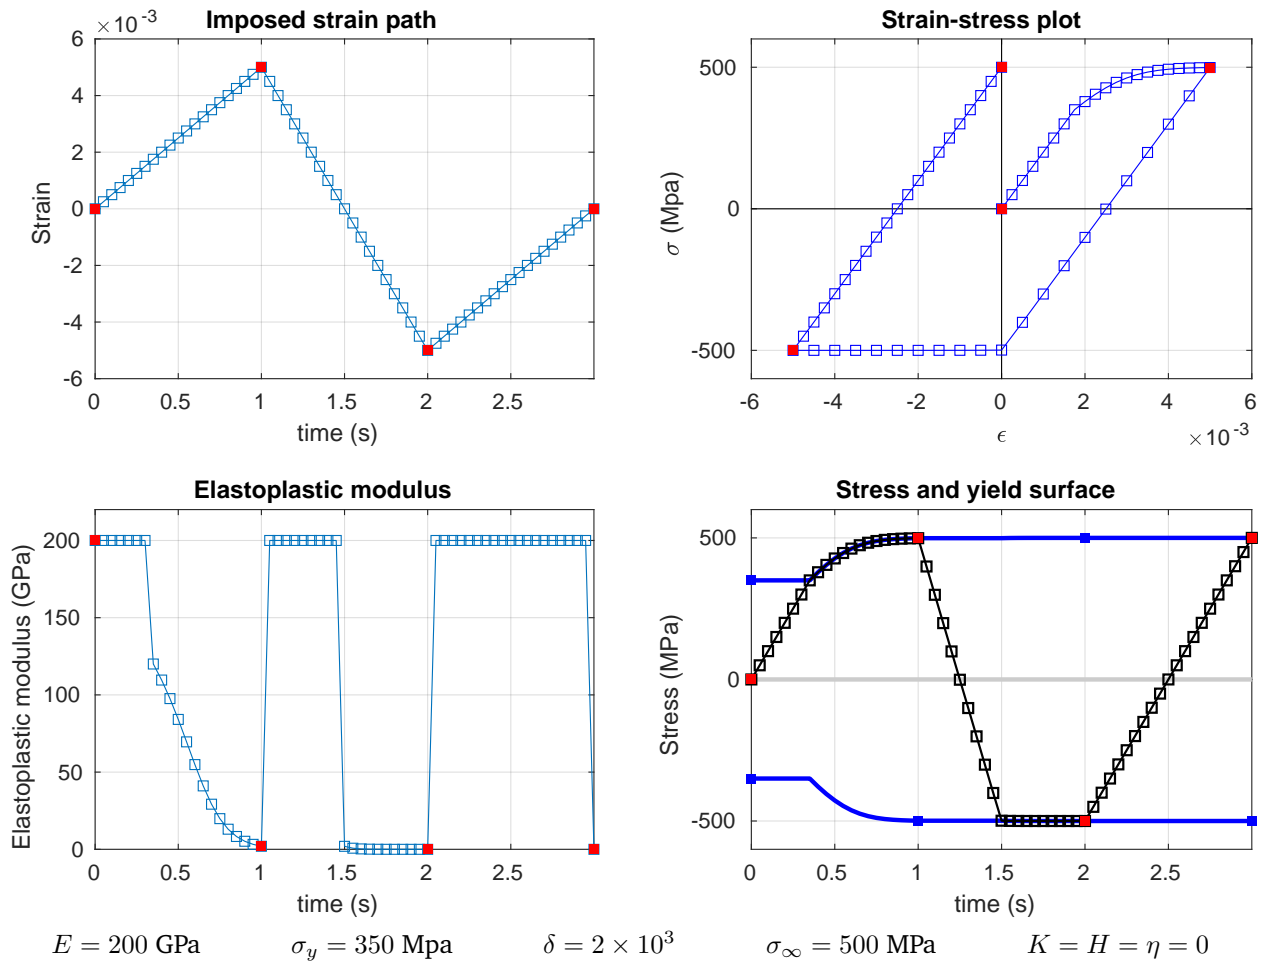 Imposed strain path
×10⁻³
6
4
2
0
-2
-4
-6
Strain
0 0.5 1 1.5 2 2.5
time (s)
Strain-stress plot
500
0
-500
σ (Mpa)
-6 -4 -2 0 2 4 6
ϵ
×10⁻³
Elastoplastic modulus
200
150
100
50
0
Elastoplastic modulus (GPa)
0 0.5 1 1.5 2 2.5
time (s)
Stress and yield surface
500
0
-500
Stress (MPa)
0 0.5 1 1.5 2 2.5
time (s)
E = 200 GPa σ_y = 350 Mpa δ = 2 × 10³ σ_∞ = 500 MPa K = H = η = 0